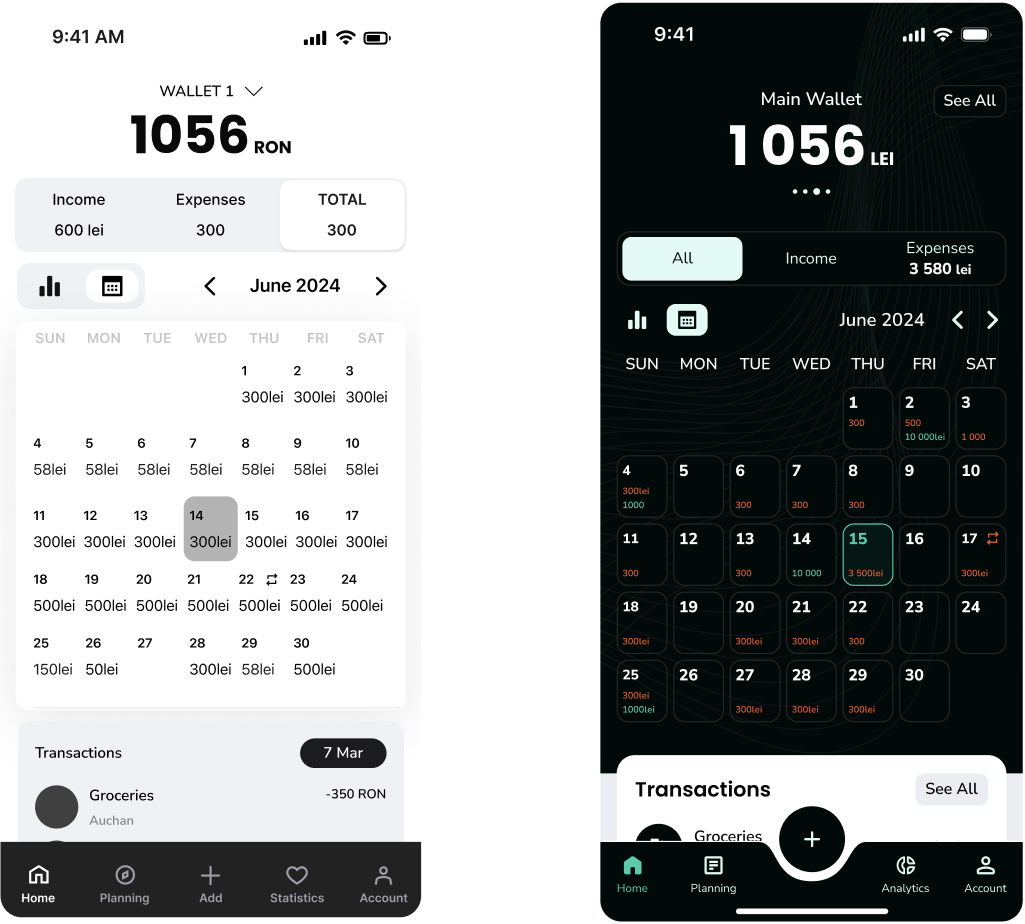 9:41 AM
WALLET 1
1056 RON
Income Expenses TOTAL
600 lei 300 300
June 2024
SUN MON TUE WED THU FRI SAT
1 2 3
300lei 300lei 300lei
4 5 6 7 8 9 10
58lei 58lei 58lei 58lei 58lei 58lei 58lei
11 12 13 14 15 16 17
300lei 300lei 300lei 300lei 300lei 300lei 300lei
18 19 20 21 22 23 24
500lei 500lei 500lei 500lei 500lei 500lei 500lei
25 26 27 28 29 30
150lei 50lei 300lei 58lei 500lei
Transactions 7 Mar
Groceries -350 RON
Auchan
Home Planning Add Statistics Account
9:41
Main Wallet See All
1 056 LEI
All Income Expenses
3 580 lei
June 2024
SUN MON TUE WED THU FRI SAT
1 2 3
300 500
10 000lei 1 000
4 5 6 7 8 9 10
300lei 300 300 300
1000
11 12 13 14 15 16 17
300 300 10 000 3 500lei 300lei
18 19 20 21 22 23 24
300lei 300lei 300lei 300
25 26 27 28 29 30
300lei 300lei 300lei 300lei
1000lei
Transactions See All
Groceries
Home Planning Analytics Account